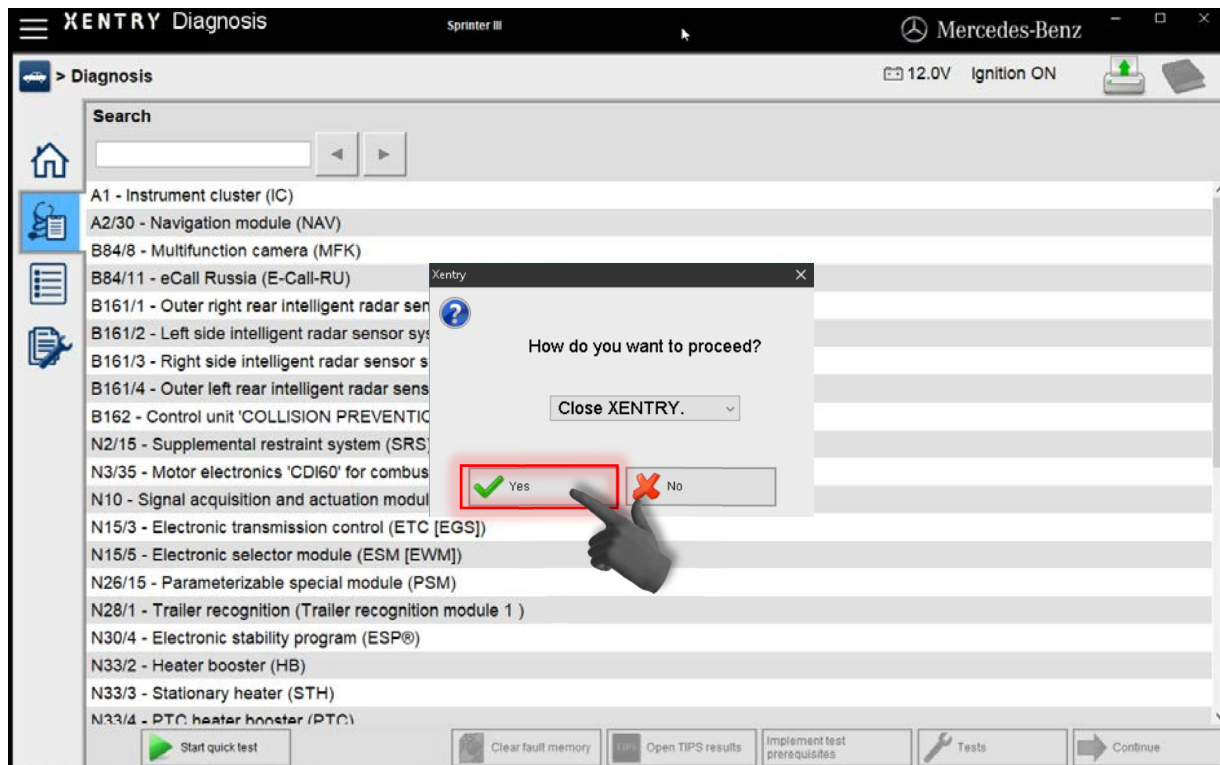 XENTRY Diagnosis
Sprinter III
Mercedes-Benz
> Diagnosis
12.0V Ignition ON
Search
A1 - Instrument cluster (IC)
A2/30 - Navigation module (NAV)
B84/8 - Multifunction camera (MFK)
B84/11 - eCall Russia (E-Call-RU)
B161/1 - Outer right rear intelligent radar sen
B161/2 - Left side intelligent radar sensor sys
B161/3 - Right side intelligent radar sensor s
B161/4 - Outer left rear intelligent radar sens
B162 - Control unit 'COLLISION PREVENTIO
N2/15 - Supplemental restraint system (SRS)
N3/35 - Motor electronics 'CDI60' for combus
N10 - Signal acquisition and actuation modul
N15/3 - Electronic transmission control (ETC [EGS])
N15/5 - Electronic selector module (ESM [EWM])
N26/15 - Parameterizable special module (PSM)
N28/1 - Trailer recognition (Trailer recognition module 1 )
N30/4 - Electronic stability program (ESP®)
N33/2 - Heater booster (HB)
N33/3 - Stationary heater (STH)
N33/4 - PTC heater booster (PTC)
Xentry
How do you want to proceed?
Close XENTRY.
Yes
No
Start quick test
Clear fault memory
TIPS
Open TIPS results
Implement test
prerequisites
Tests
Continue